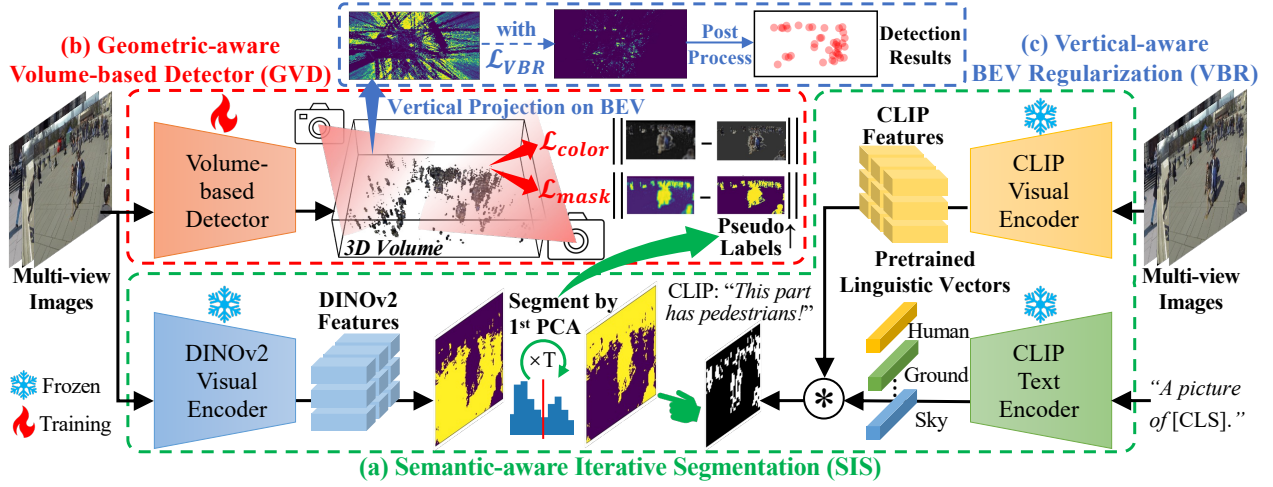 (b) Geometric-aware
Volume-based Detector (GVD)
with
ℒ_VBR
Post
Process
Detection
Results
(c) Vertical-aware
BEV Regularization (VBR)
Vertical Projection on BEV
Volume-
based
Detector
3D Volume
ℒ_color
ℒ_mask
Pseudo
Labels↑
CLIP
Features
CLIP
Visual
Encoder
Multi-view
Images
Multi-view
Images
DINOv2
Visual
Encoder
DINOv2
Features
Segment by
1st PCA
×T
CLIP: “This part
has pedestrians!”
Pretrained
Linguistic Vectors
Human
Ground
Sky
CLIP
Text
Encoder
“A picture
of [CLS].”
Frozen
Training
(a) Semantic-aware Iterative Segmentation (SIS)